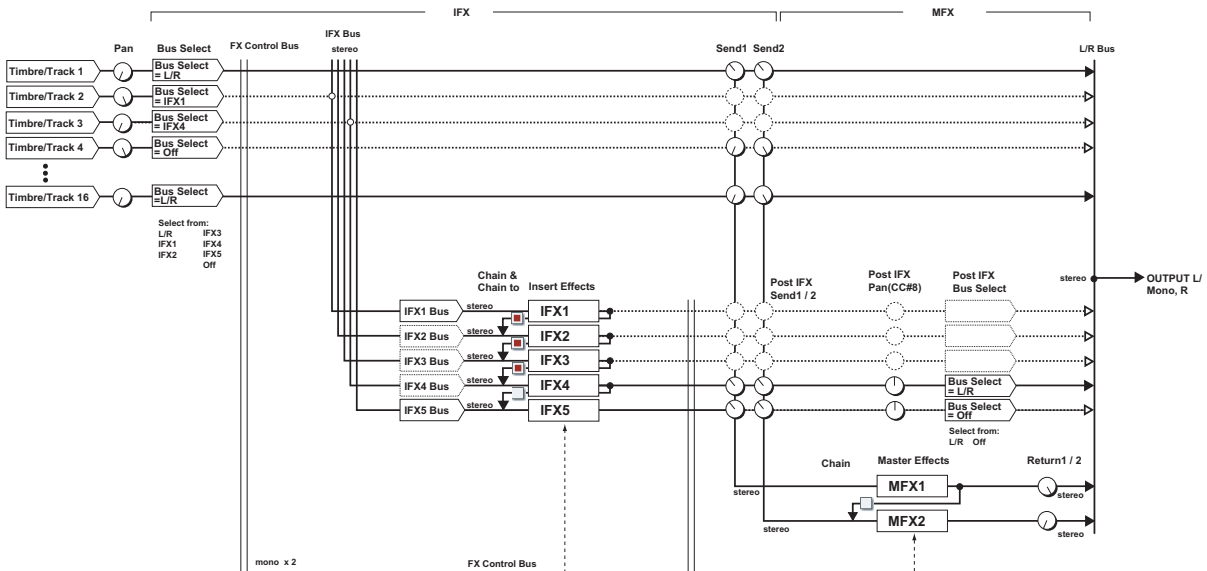 IFX MFX
Pan Bus Select FX Control Bus IFX Bus stereo Send1 Send2 L/R Bus
Timbre/Track 1 Bus Select = L/R
Timbre/Track 2 Bus Select = IFX1
Timbre/Track 3 Bus Select = IFX4
Timbre/Track 4 Bus Select = Off
Timbre/Track 16 Bus Select =L/R
Select from:
L/R IFX3
IFX1 IFX4
IFX2 IFX5
Off
Chain & Chain to Insert Effects Post IFX Send1 / 2 Post IFX Pan(CC#8) Post IFX Bus Select stereo OUTPUT L/ Mono, R
IFX1 Bus stereo IFX1
IFX2 Bus stereo IFX2
IFX3 Bus stereo IFX3
IFX4 Bus stereo IFX4 Bus Select = L/R
IFX5 Bus stereo IFX5 Bus Select = Off
Select from:
L/R Off
Chain Master Effects Return1 / 2
stereo MFX1 stereo
stereo MFX2 stereo
mono x 2 FX Control Bus